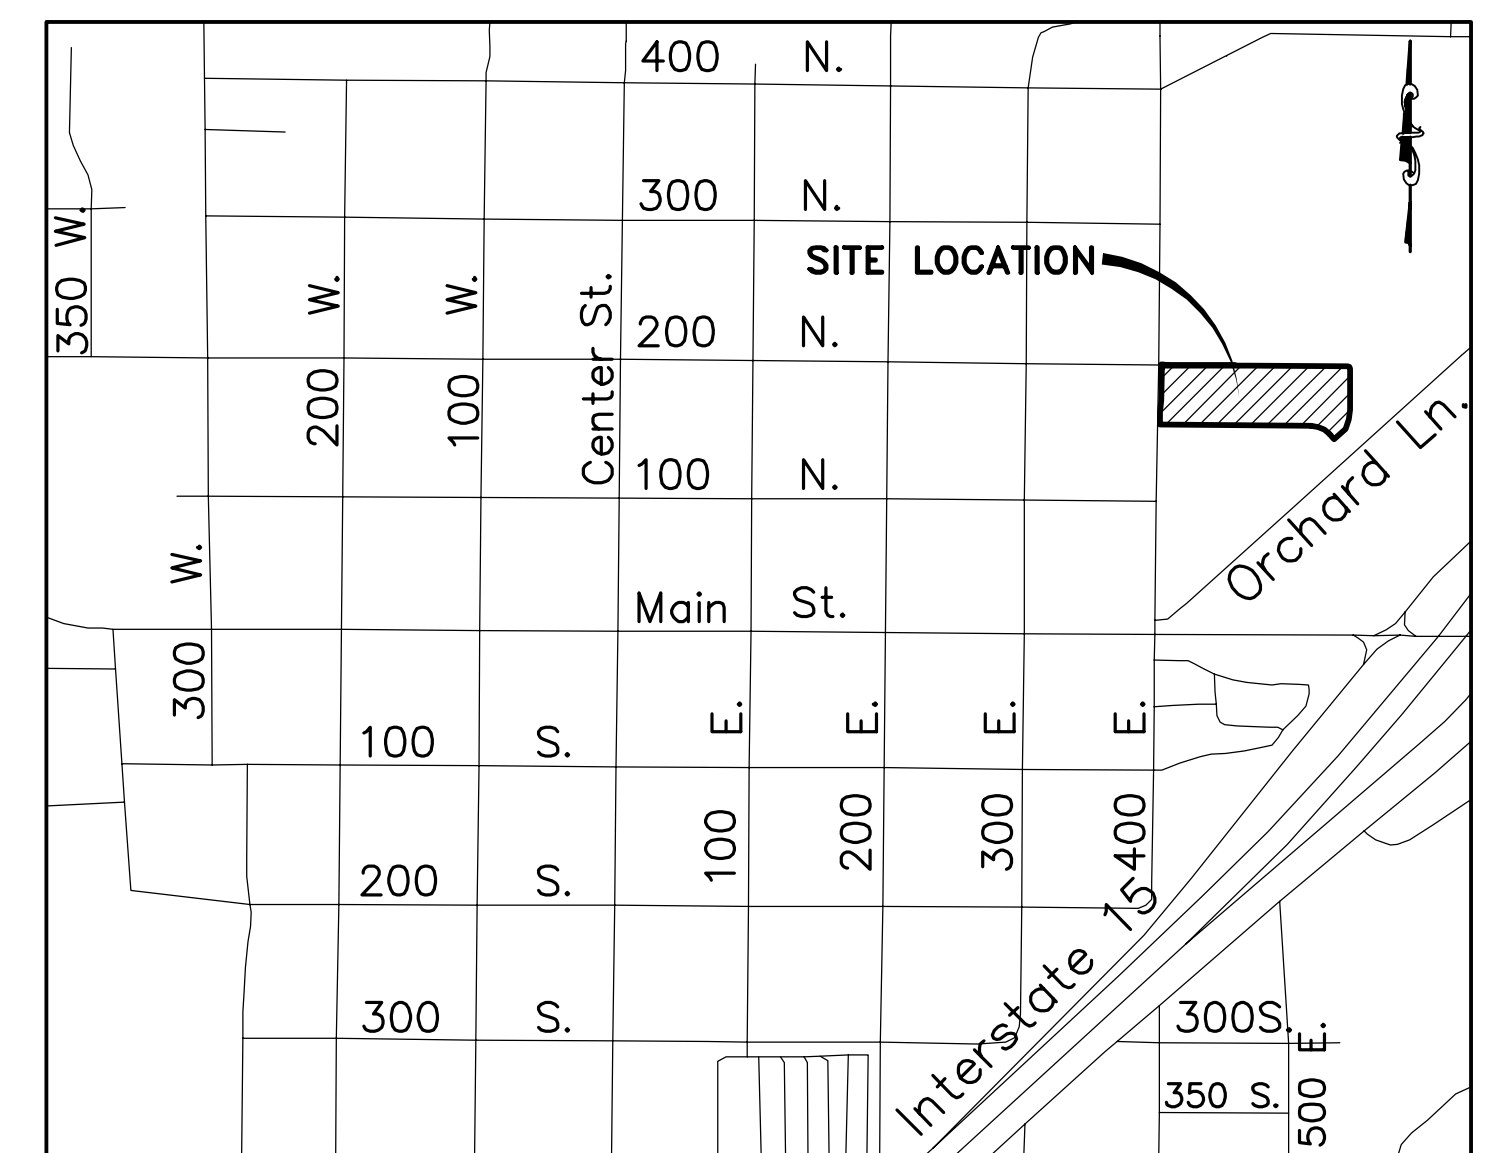 400 N.
300 N.
350 W.
SITE LOCATION
200 W.
100 W.
Center St.
200 N.
Orchard Ln.
100 N.
300 W.
Main St.
100 S.
100 E.
200 E.
300 E.
400 E.
200 S.
Interstate 15
300 S.
300S.
350 S.
500 E.